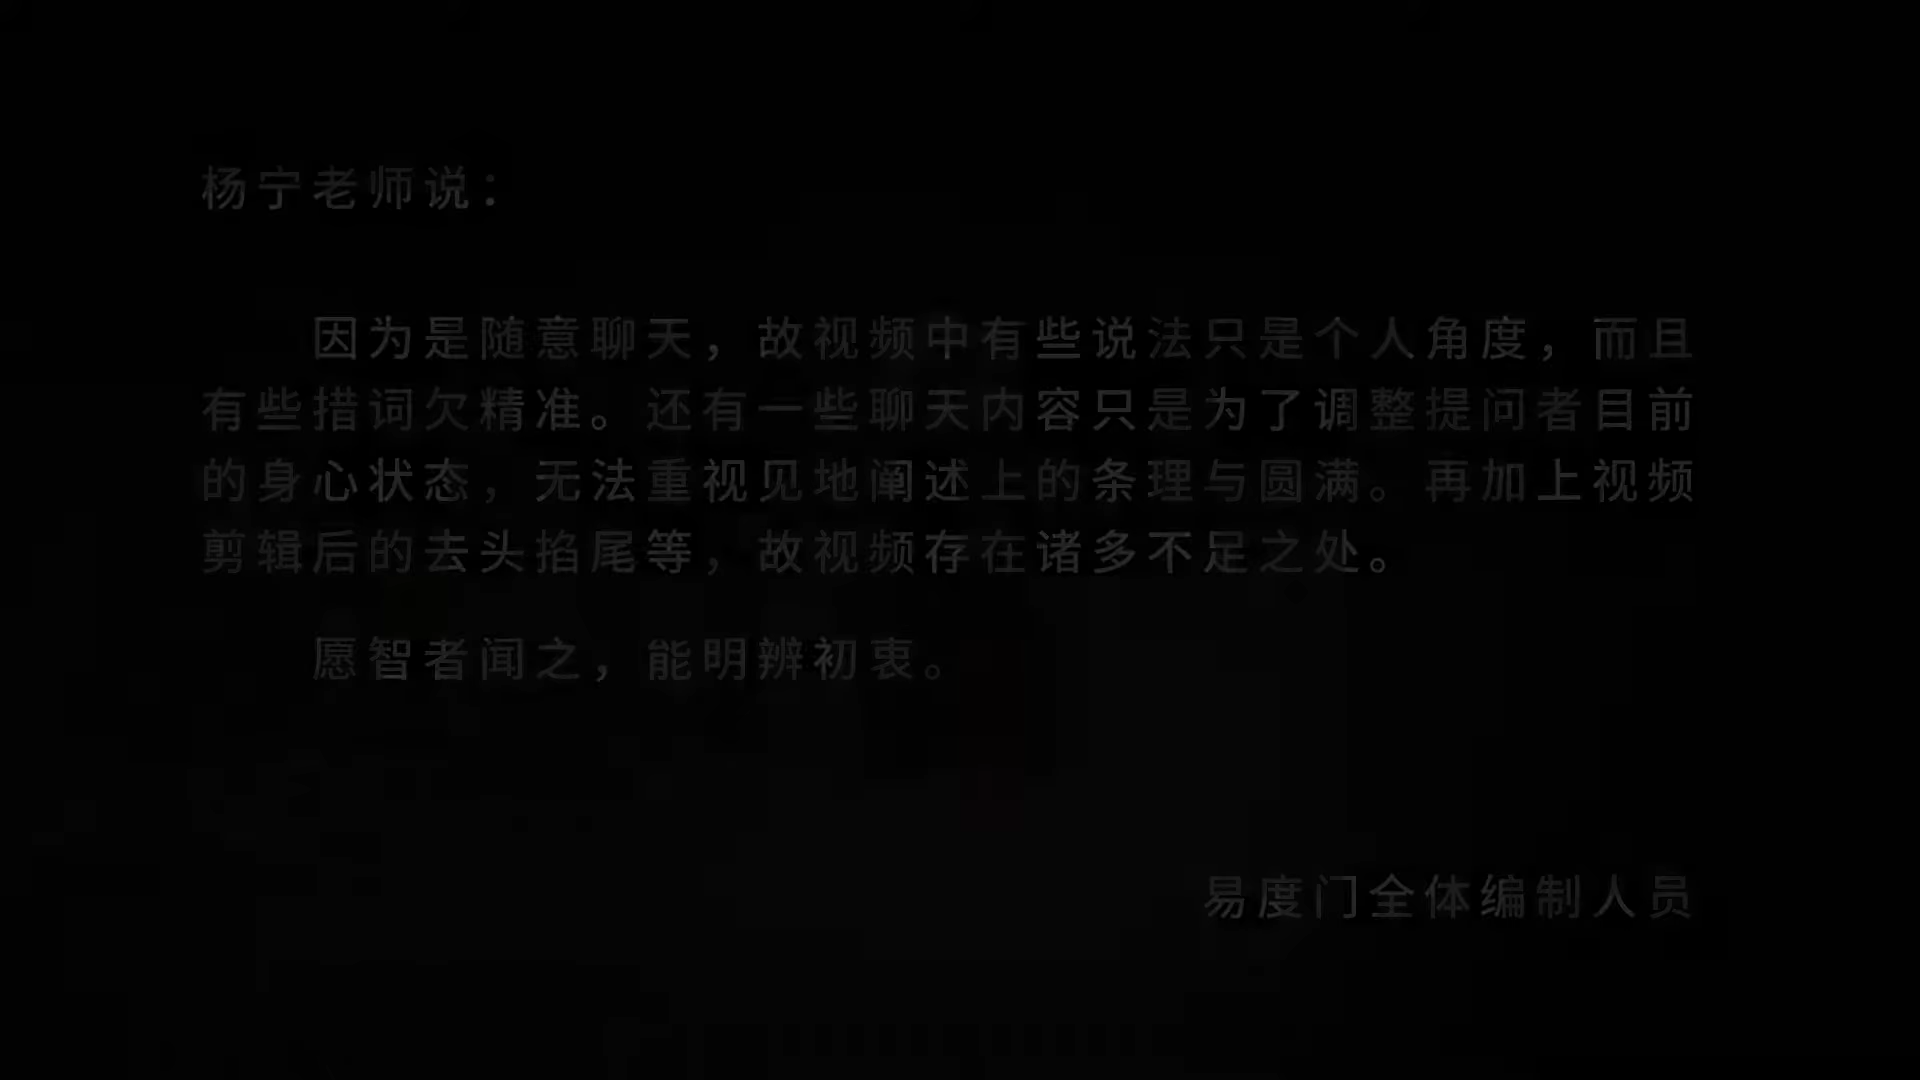 杨宁老师说：
因为是随意聊天，故视频中有些说法只是个人角度，而且
有些措词欠精准。还有一些聊天内容只是为了调整提问者目前
的身心状态，无法重视见地阐述上的条理与圆满。再加上视频
剪辑后的去头掐尾等，故视频存在诸多不足之处。
愿智者闻之，能明辨初衷。
易度门全体编制人员